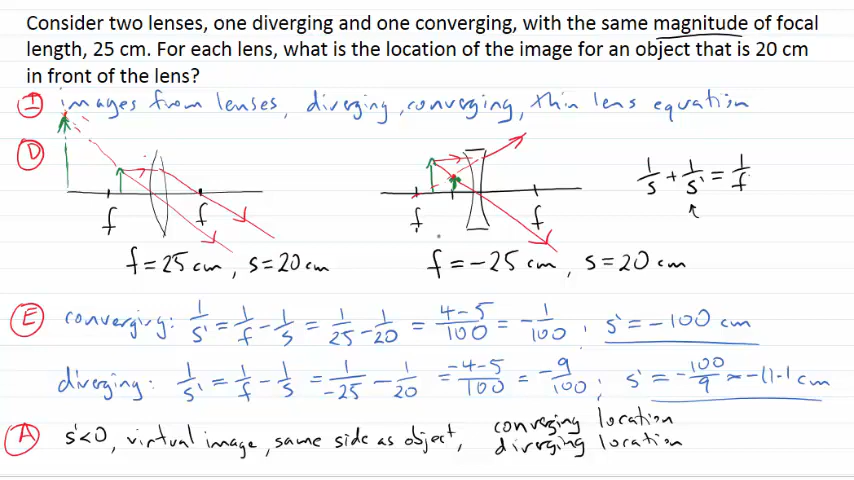 Consider two lenses, one diverging and one converging, with the same magnitude of focal
length, 25 cm. For each lens, what is the location of the image for an object that is 20 cm
in front of the lens?
I images from lenses, diverging, converging, thin lens equation
D
f f
f f
1/s + 1/s' = 1/f
f = 25 cm, s = 20 cm
f = -25 cm, s = 20 cm
E converging: 1/s' = 1/f - 1/s = 1/25 - 1/20 = (4-5)/100 = -1/100; s' = -100 cm
diverging: 1/s' = 1/f - 1/s = 1/-25 - 1/20 = (-4-5)/100 = -9/100; s' = -100/9 ≈ -11.1 cm
A s'<0, virtual image, same side as object, converging location
diverging location